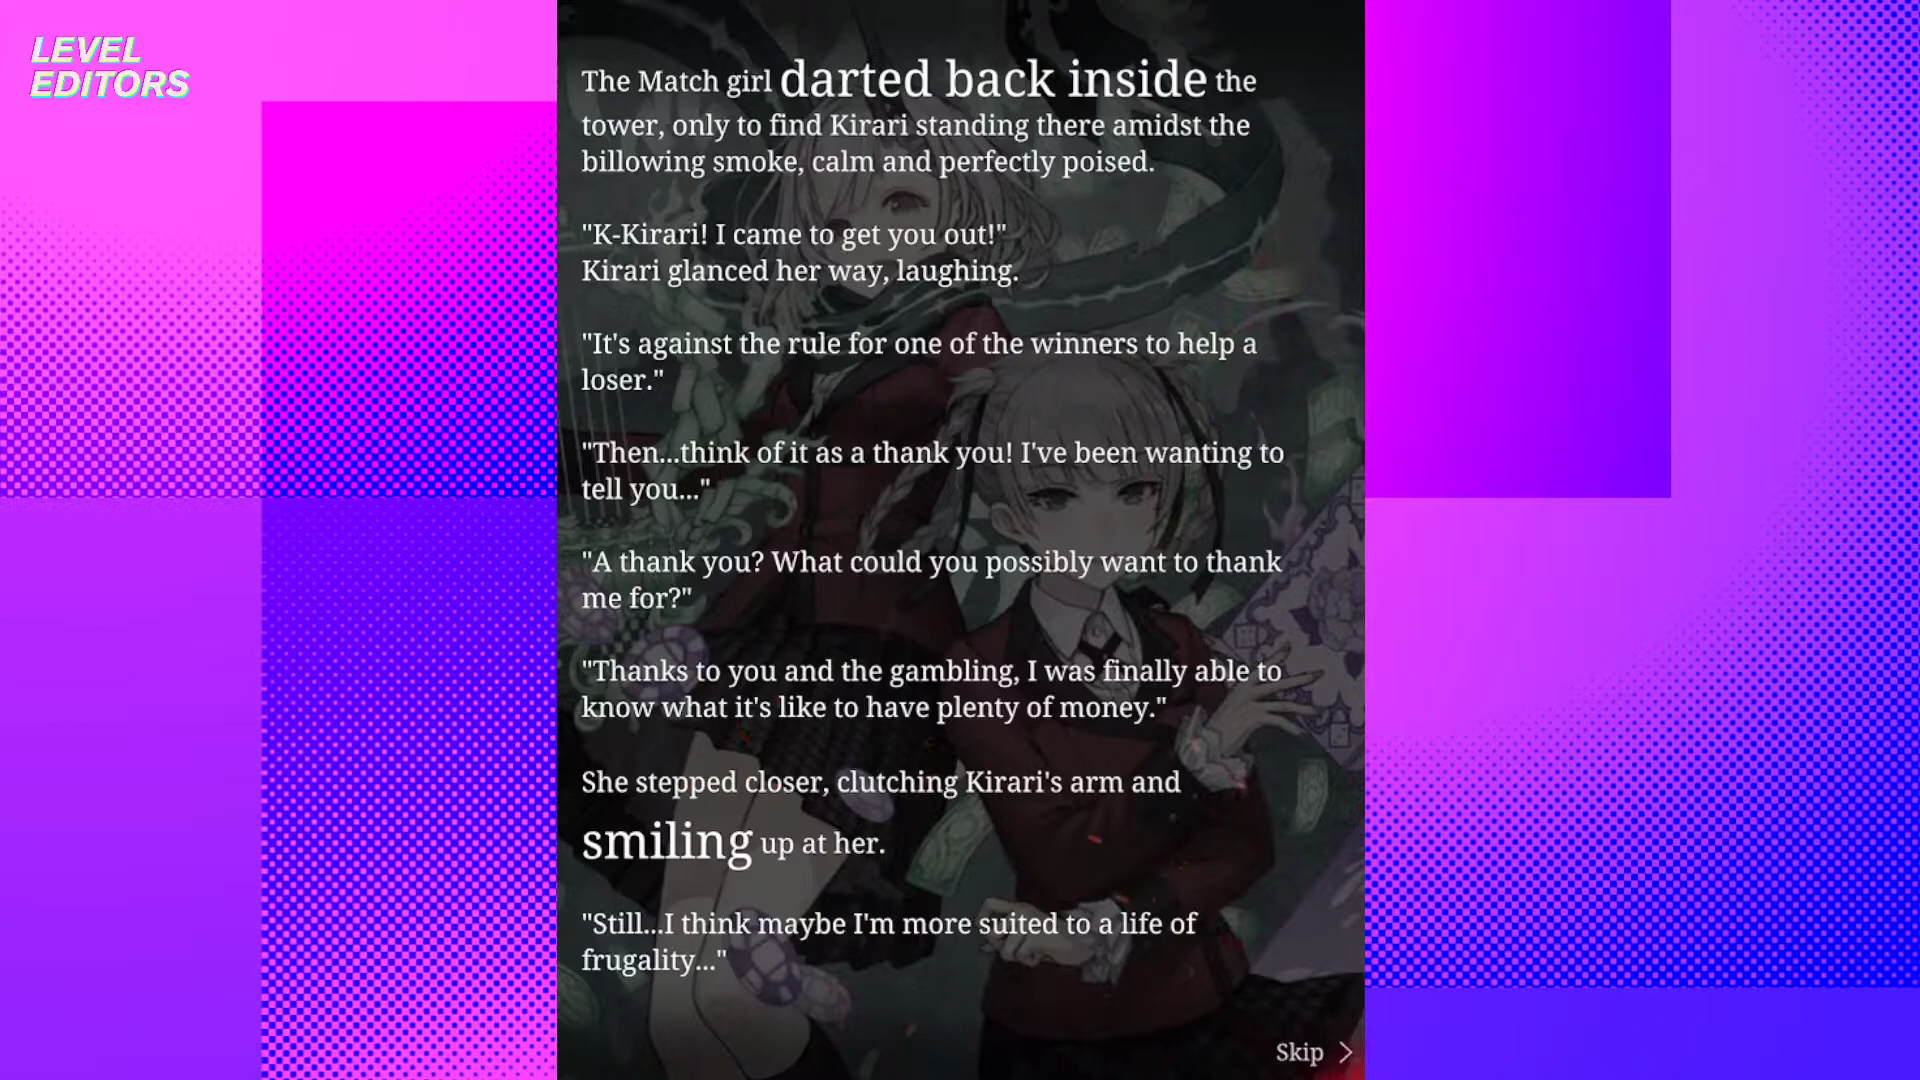 LEVEL
EDITORS
The Match girl darted back inside the
tower, only to find Kirari standing there amidst the
billowing smoke, calm and perfectly poised.
"K-Kirari! I came to get you out!"
Kirari glanced her way, laughing.
"It's against the rule for one of the winners to help a
loser."
"Then...think of it as a thank you! I've been wanting to
tell you..."
"A thank you? What could you possibly want to thank
me for?"
"Thanks to you and the gambling, I was finally able to
know what it's like to have plenty of money."
She stepped closer, clutching Kirari's arm and
smiling up at her.
"Still...I think maybe I'm more suited to a life of
frugality..."
Skip